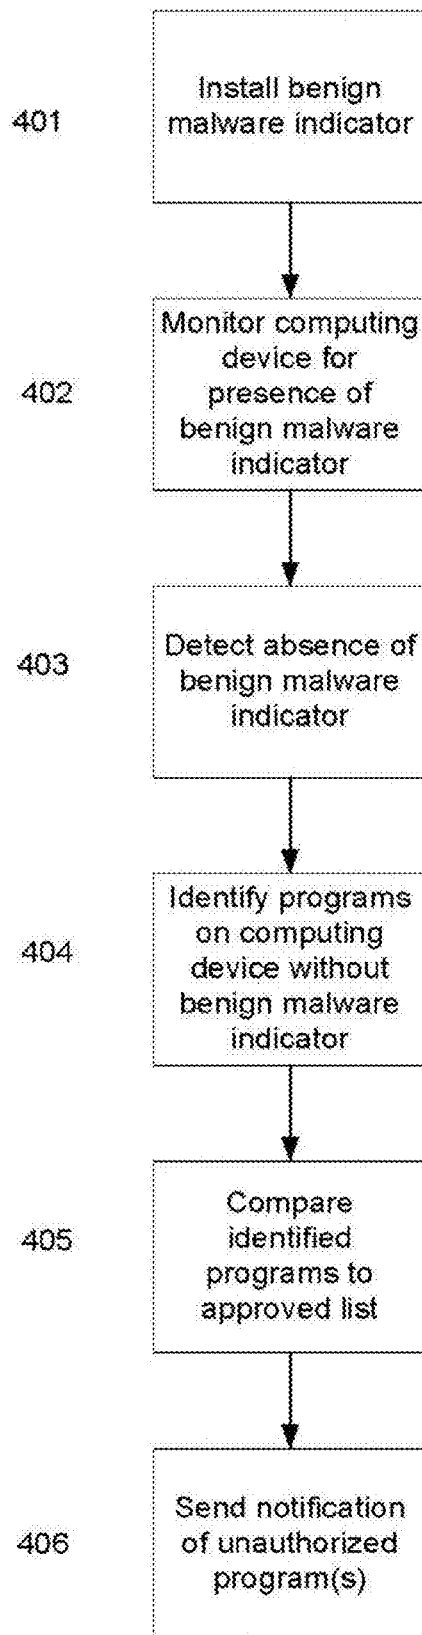 401
Install benign
malware indicator
402
Monitor computing
device for
presence of
benign malware
indicator
403
Detect absence of
benign malware
indicator
404
Identify programs
on computing
device without
benign malware
indicator
405
Compare
identified
programs to
approved list
406
Send notification
of unauthorized
program(s)